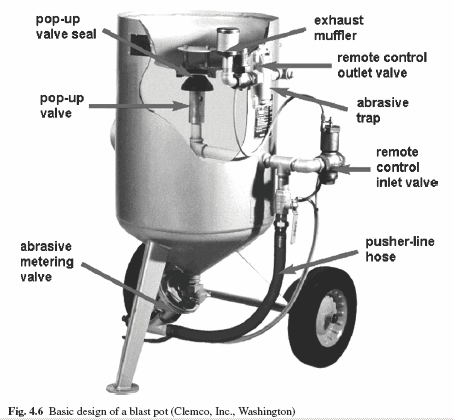 pop-up
valve seal
exhaust
muffler
remote control
outlet valve
pop-up
valve
abrasive
trap
remote
control
inlet valve
abrasive
metering
valve
pusher-line
hose
Fig. 4.6 Basic design of a blast pot (Clemco, Inc., Washington)